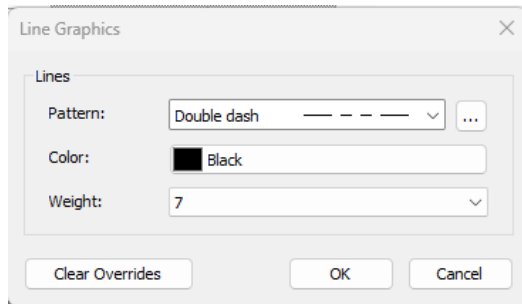 Line Graphics
Lines
Pattern: Double dash ...
Color: Black
Weight: 7
Clear Overrides OK Cancel